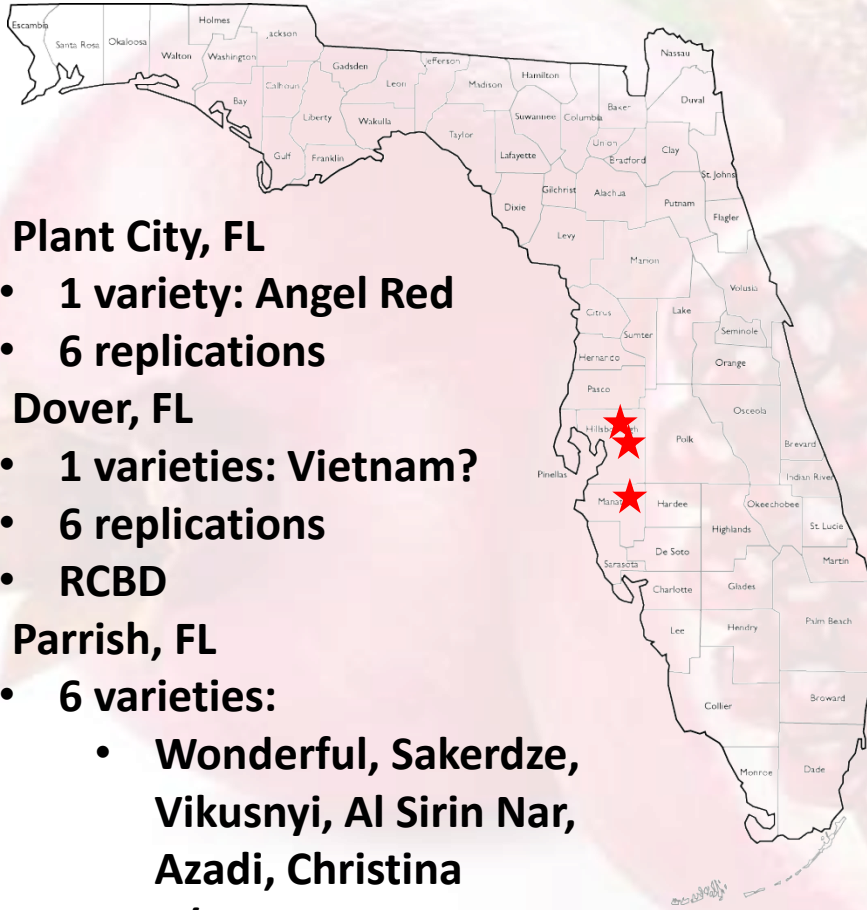 Escambia
Santa Rosa
Okaloosa
Holmes
Jackson
Walton
Washington
Bay
Calhoun
Gulf
Liberty
Franklin
Gadsden
Leon
Wakulla
Jefferson
Madison
Taylor
Hamilton
Suwannee
Columbia
Lafayette
Dixie
Gilchrist
Baker
Union
Bradford
Nassau
Duval
Clay
St. Johns
Alachua
Putnam
Flagler
Levy
Marion
Volusia
Citrus
Sumter
Lake
Seminole
Hernando
Orange
Pasco
Osceola
Polk
Brevard
Pinellas
Indian River
Hardee
Okeechobee
Highlands
St. Lucie
De Soto
Sarasota
Martin
Charlotte
Glades
Lee
Hendry
Palm Beach
Collier
Broward
Monroe
Dade
Plant City, FL
• 1 variety: Angel Red
• 6 replications
Dover, FL
• 1 varieties: Vietnam?
• 6 replications
• RCBD
Parrish, FL
• 6 varieties:
• Wonderful, Sakerdze,
Vikusnyi, Al Sirin Nar,
Azadi, Christina